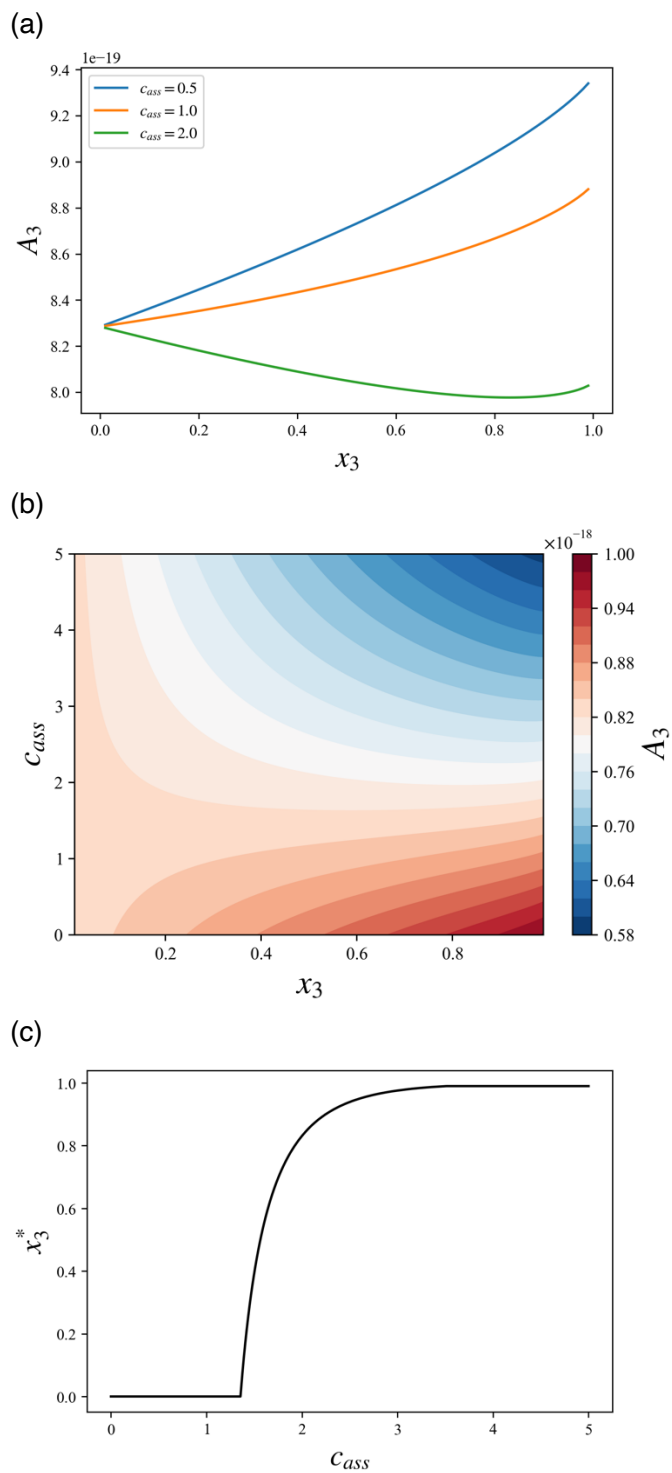 (a)
1e−19
9.4
9.2
9.0
8.8
8.6
8.4
8.2
8.0
A3
c_ass = 0.5
c_ass = 1.0
c_ass = 2.0
0.0 0.2 0.4 0.6 0.8 1.0
x3
(b)
×10^−18
5
4
3
2
1
0
c_ass
0.2 0.4 0.6 0.8
x3
1.00
0.94
0.88
0.82
0.76
0.70
0.64
0.58
A3
(c)
1.0
0.8
0.6
0.4
0.2
0.0
x3*
0 1 2 3 4 5
c_ass